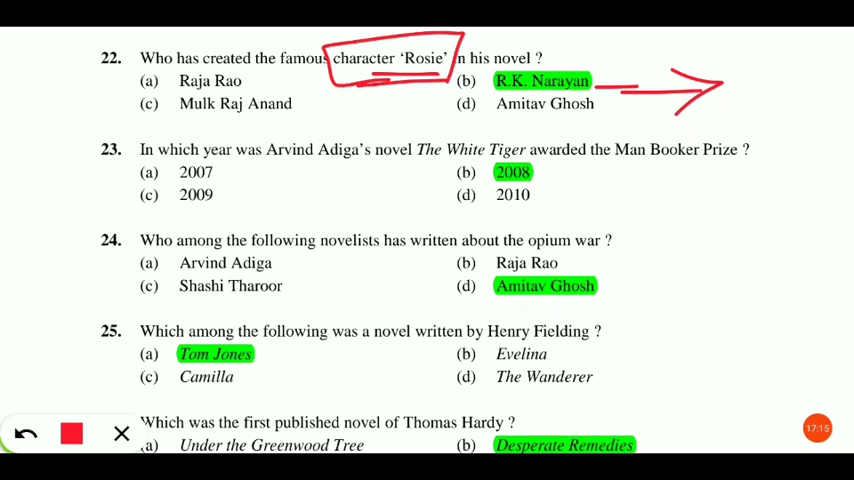 22. Who has created the famous character ‘Rosie’ in his novel ?
(a) Raja Rao (b) R.K. Narayan
(c) Mulk Raj Anand (d) Amitav Ghosh
23. In which year was Arvind Adiga’s novel The White Tiger awarded the Man Booker Prize ?
(a) 2007 (b) 2008
(c) 2009 (d) 2010
24. Who among the following novelists has written about the opium war ?
(a) Arvind Adiga (b) Raja Rao
(c) Shashi Tharoor (d) Amitav Ghosh
25. Which among the following was a novel written by Henry Fielding ?
(a) Tom Jones (b) Evelina
(c) Camilla (d) The Wanderer
Which was the first published novel of Thomas Hardy ?
17:15
(a) Under the Greenwood Tree (b) Desperate Remedies